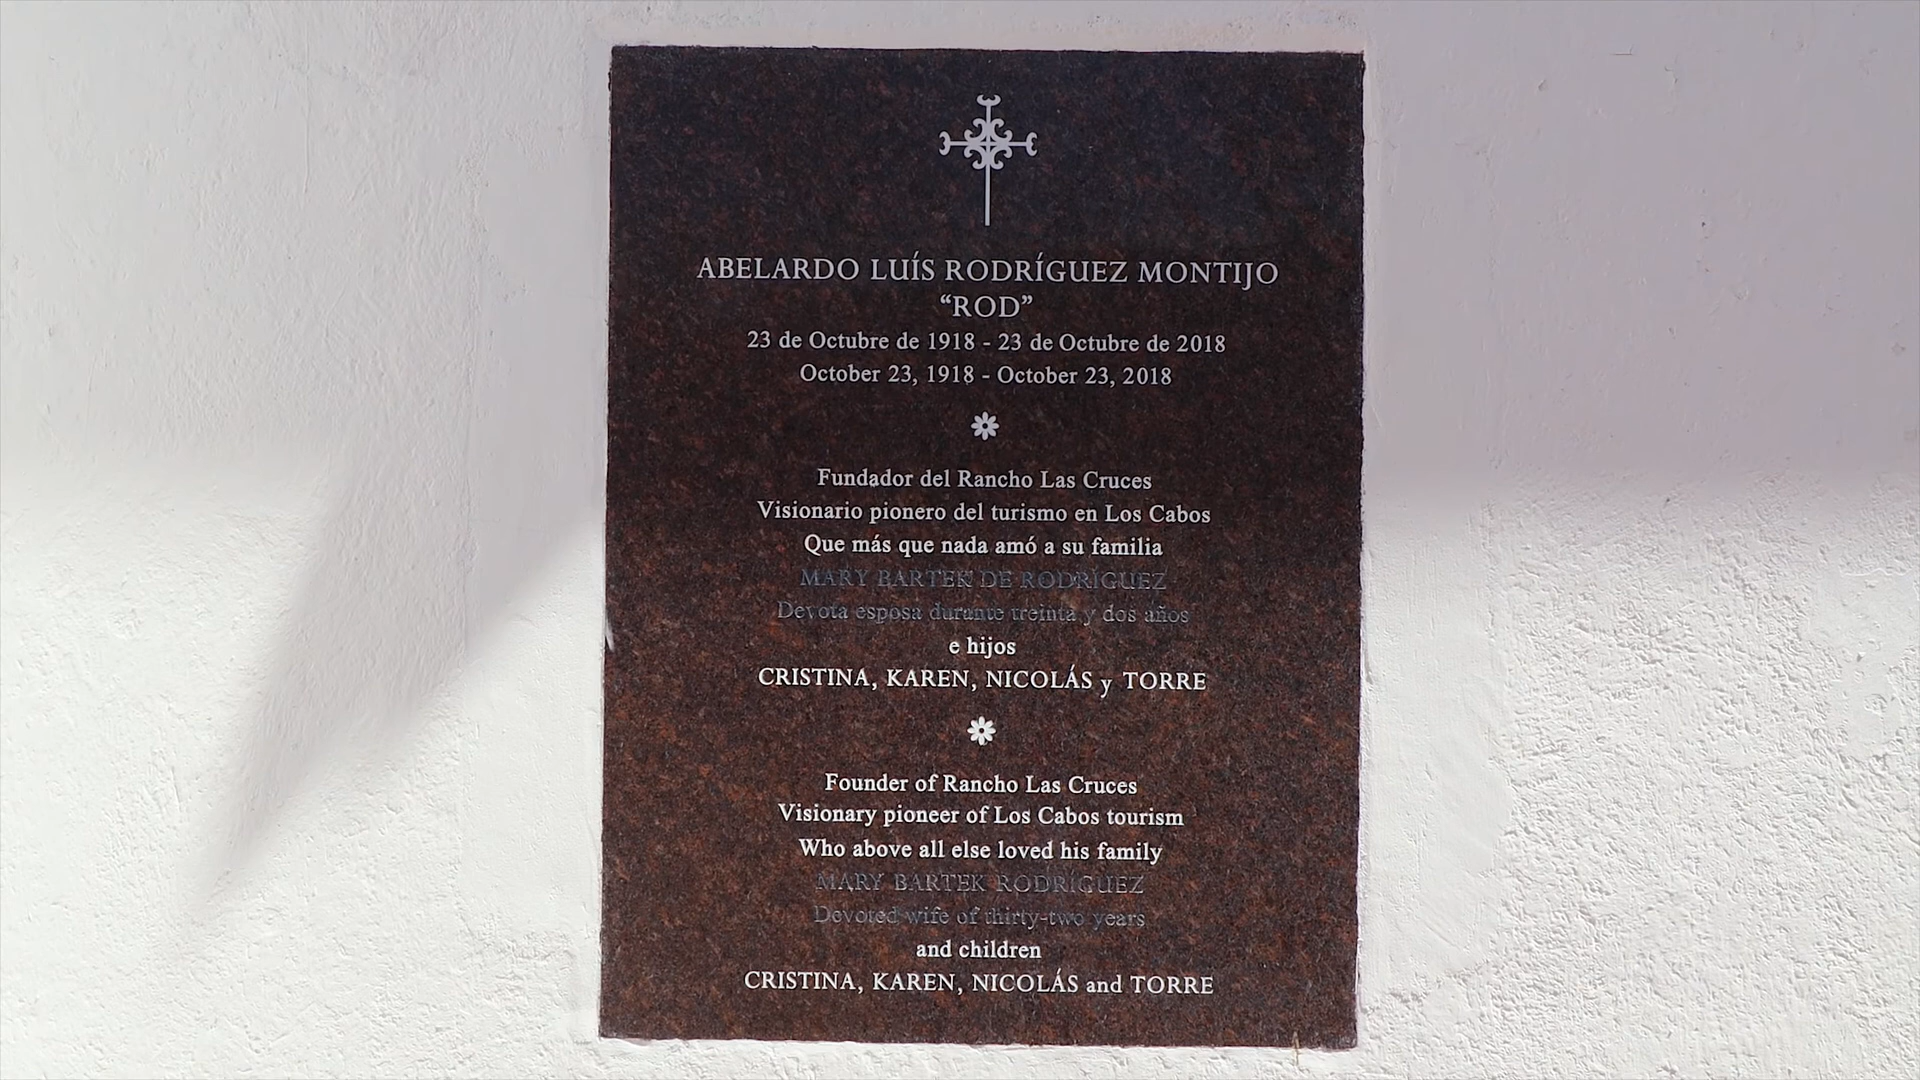 ABELARDO LUÍS RODRÍGUEZ MONTIJO
“ROD”
23 de Octubre de 1918 - 23 de Octubre de 2018
October 23, 1918 - October 23, 2018
Fundador del Rancho Las Cruces
Visionario pionero del turismo en Los Cabos
Que más que nada amó a su familia
MARY BARTEK DE RODRÍGUEZ
Devota esposa durante treinta y dos años
e hijos
CRISTINA, KAREN, NICOLÁS y TORRE
Founder of Rancho Las Cruces
Visionary pioneer of Los Cabos tourism
Who above all else loved his family
MARY BARTEK RODRÍGUEZ
Devoted wife of thirty-two years
and children
CRISTINA, KAREN, NICOLÁS and TORRE